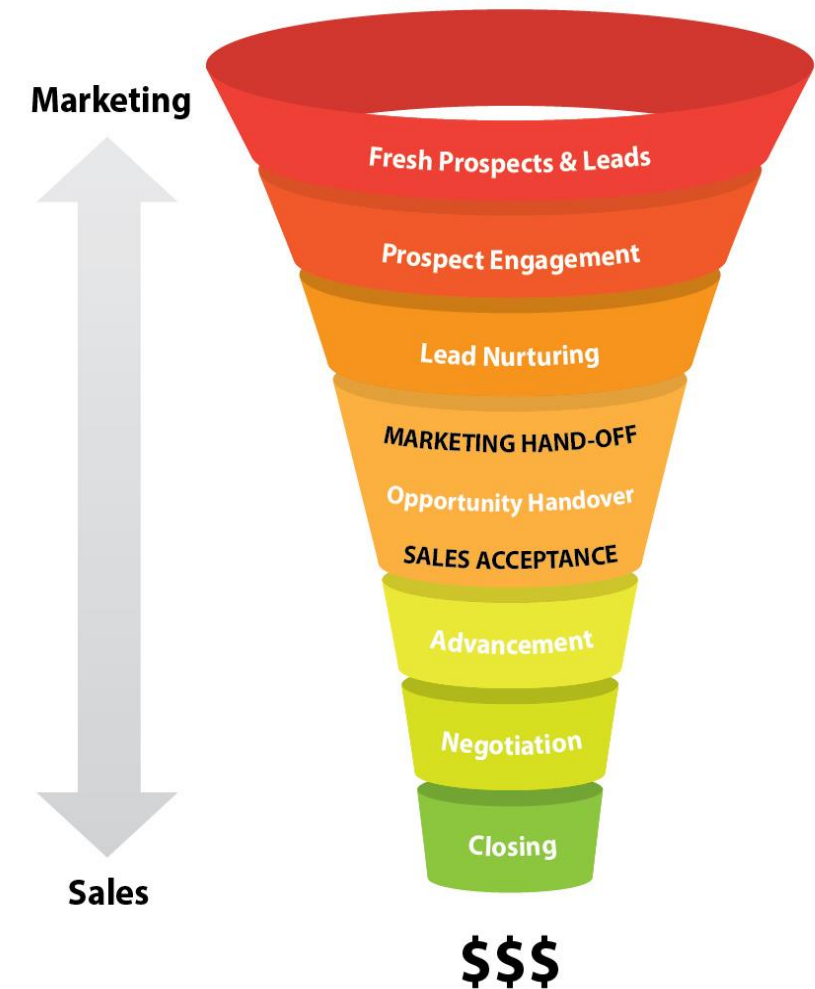 Marketing
Fresh Prospects & Leads
Prospect Engagement
Lead Nurturing
MARKETING HAND-OFF
Opportunity Handover
SALES ACCEPTANCE
Advancement
Negotiation
Closing
Sales
$$$